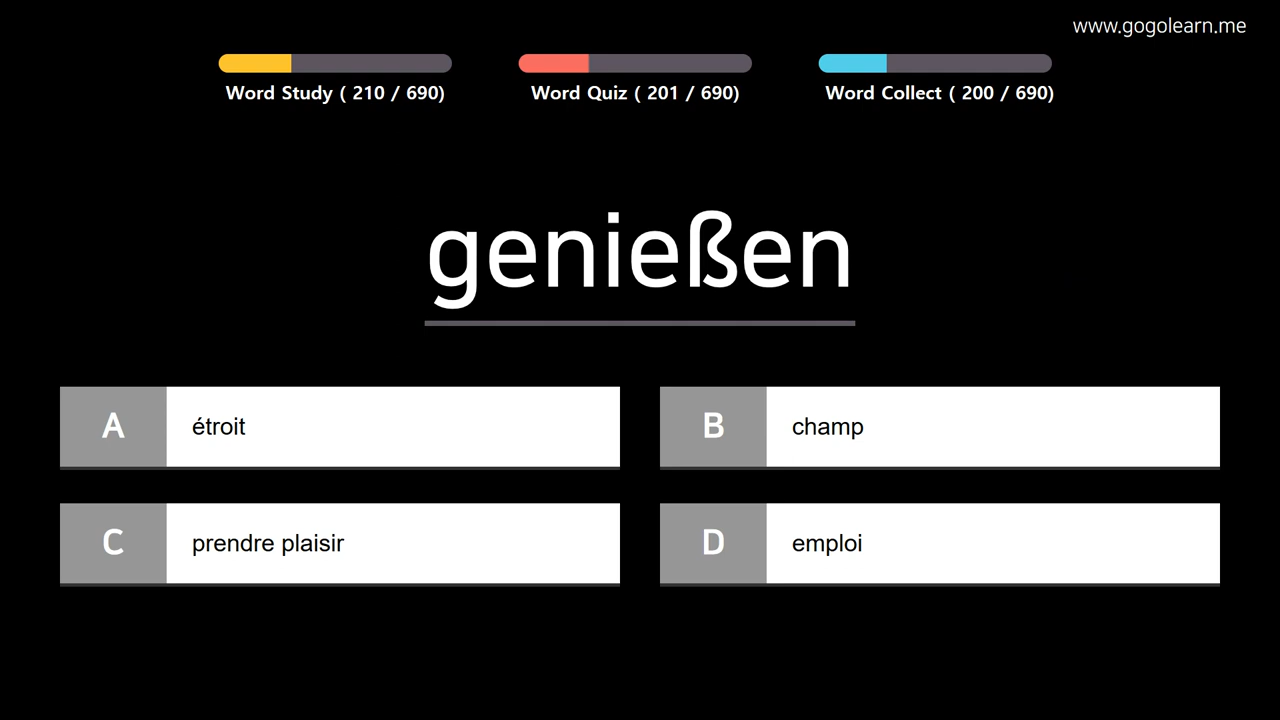 www.gogolearn.me
Word Study ( 210 / 690)
Word Quiz ( 201 / 690)
Word Collect ( 200 / 690)
genießen
A
étroit
B
champ
C
prendre plaisir
D
emploi